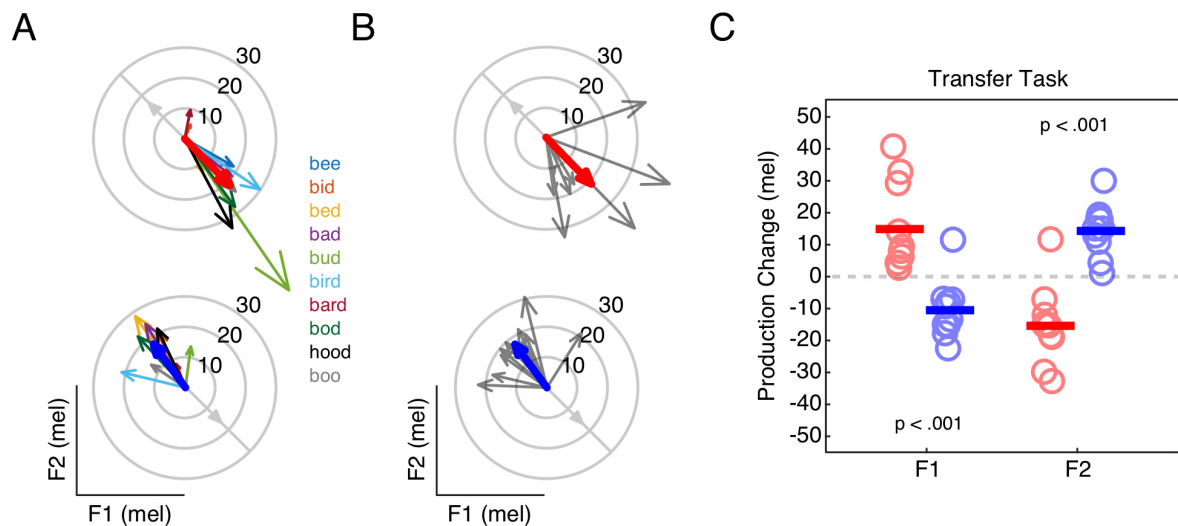 A
30
20
10
bee
bid
bed
bad
bud
bird
bard
bod
hood
boo
30
20
10
F2 (mel)
F1 (mel)
B
30
20
10
30
20
10
F2 (mel)
F1 (mel)
C
Transfer Task
Production Change (mel)
50
40
30
20
10
0
-10
-20
-30
-40
-50
p < .001
p < .001
F1
F2